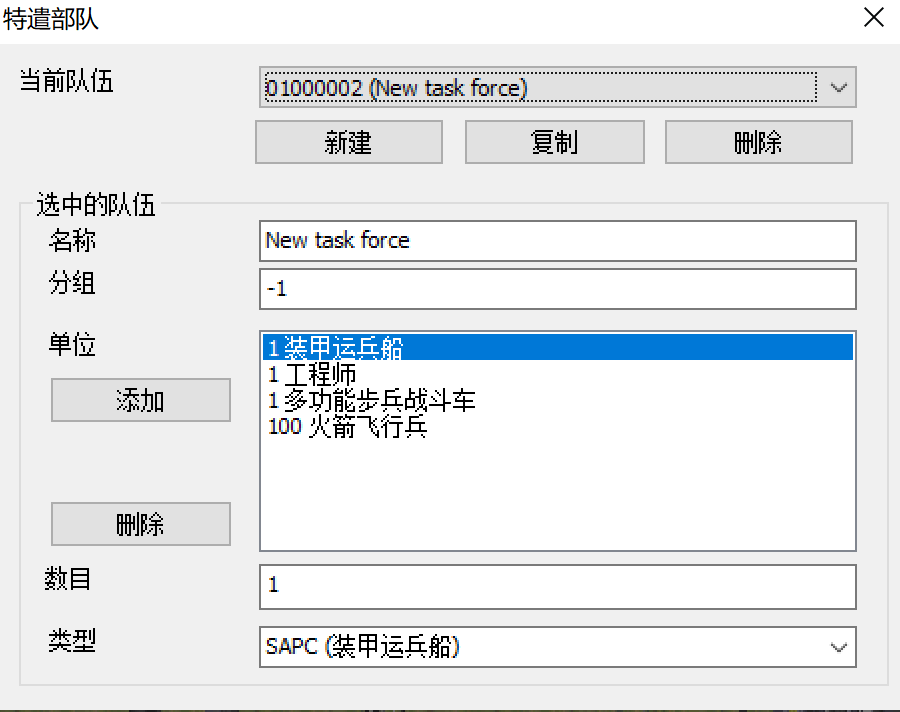 特遣部队
当前队伍
01000002 (New task force)
新建
复制
删除
选中的队伍
名称
New task force
分组
-1
单位
1 装甲运兵船
1 工程师
1 多功能步兵战斗车
100 火箭飞行兵
添加
删除
数目
1
类型
SAPC (装甲运兵船)